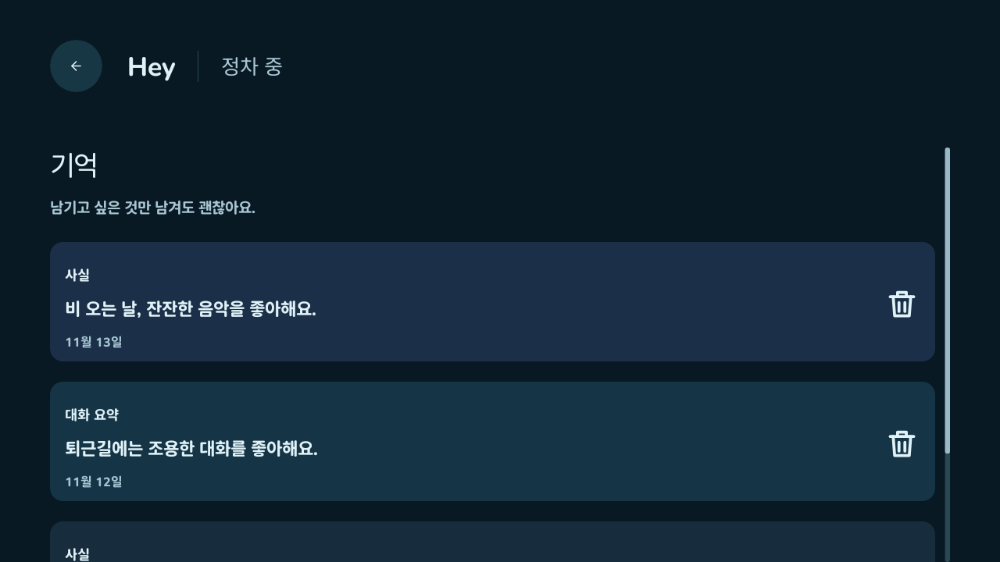 Hey
정차 중
기억
남기고 싶은 것만 남겨도 괜찮아요.
사실
비 오는 날, 잔잔한 음악을 좋아해요.
11월 13일
대화 요약
퇴근길에는 조용한 대화를 좋아해요.
11월 12일
사실